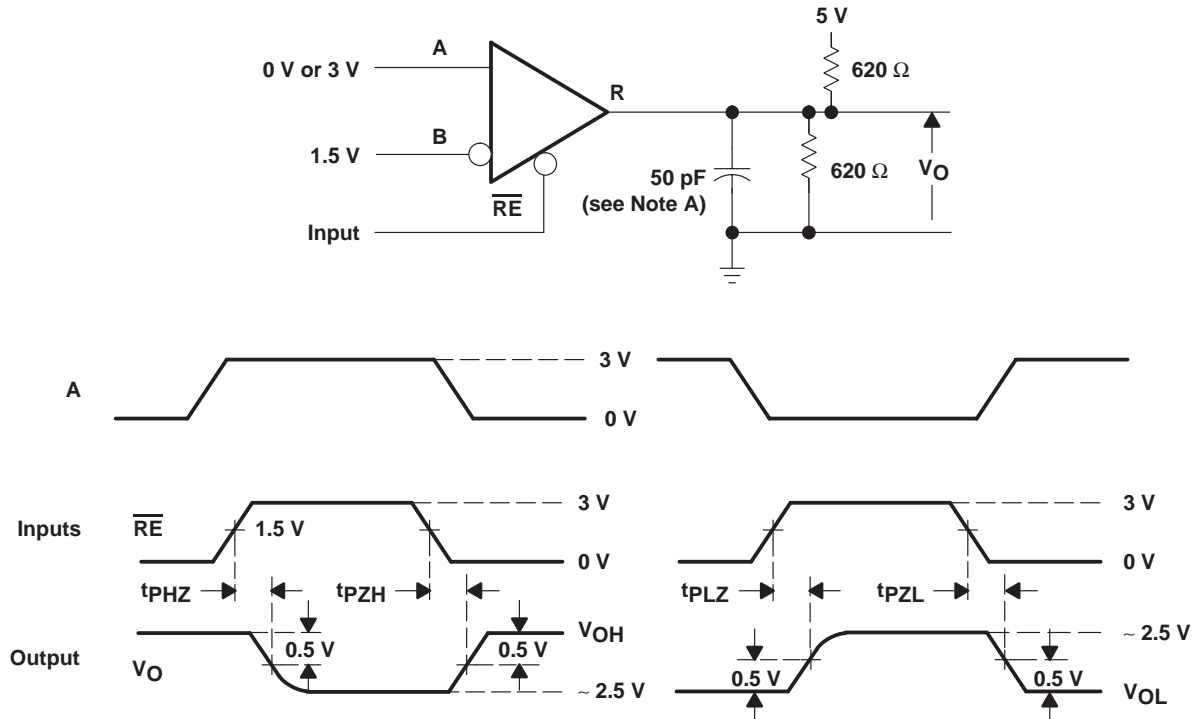 5 V
A
0 V or 3 V
620 Ω
R
B
1.5 V
50 pF
(see Note A)
620 Ω
VO
RE
Input
A
3 V
0 V
Inputs
RE
1.5 V
3 V
0 V
3 V
0 V
tPHZ
tPZH
tPLZ
tPZL
Output
VO
0.5 V
0.5 V
VOH
~ 2.5 V
0.5 V
0.5 V
~ 2.5 V
VOL